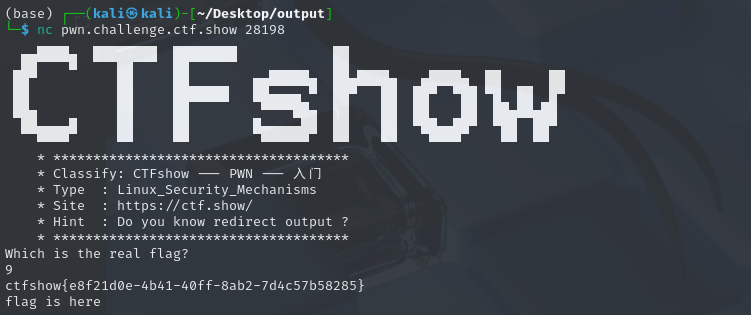 (base) ┌──(kali㉿kali)-[~/Desktop/output]
└─$ nc pwn.challenge.ctf.show 28198
CTFshow
* *************************************
* Classify: CTFshow --- PWN --- 入门
* Type  : Linux_Security_Mechanisms
* Site  : https://ctf.show/
* Hint  : Do you know redirect output ?
* *************************************
Which is the real flag?
9
ctfshow{e8f21d0e-4b41-40ff-8ab2-7d4c57b58285}
flag is here